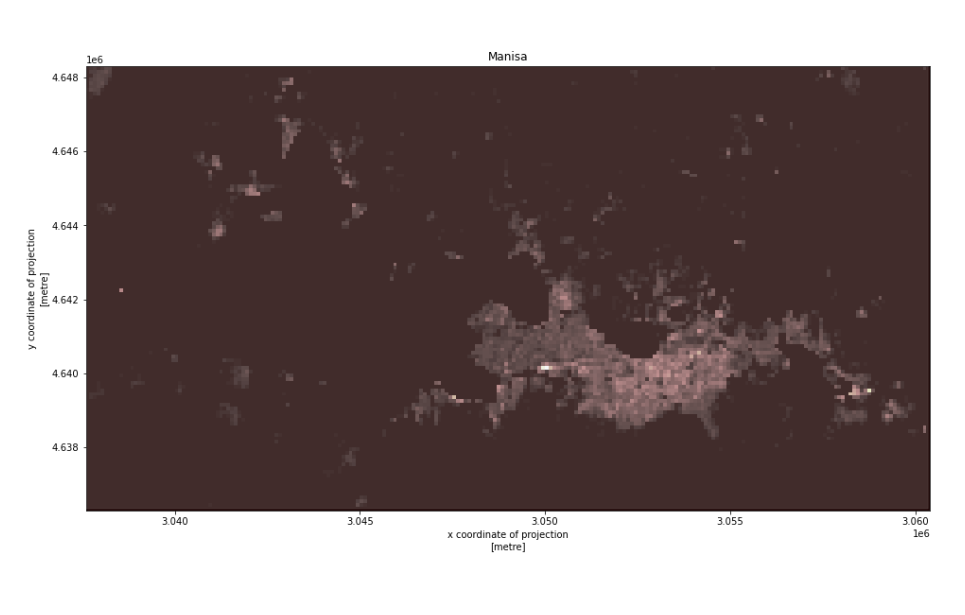 Manisa
1e6
4.648
4.646
4.644
4.642
4.640
4.638
y coordinate of projection
[metre]
3.040 3.045 3.050 3.055 3.060
1e6
x coordinate of projection
[metre]